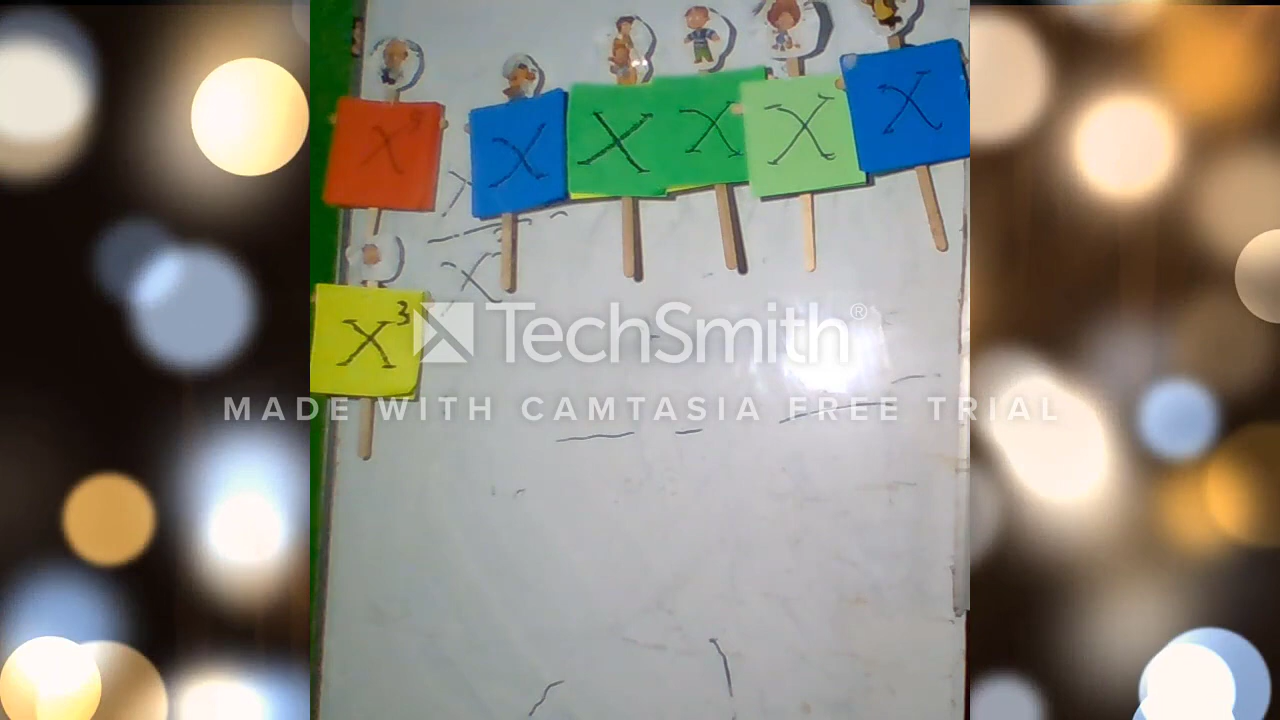 X³ X X X X X
X
X³
TechSmith®
MADE WITH CAMTASIA FREE TRIAL